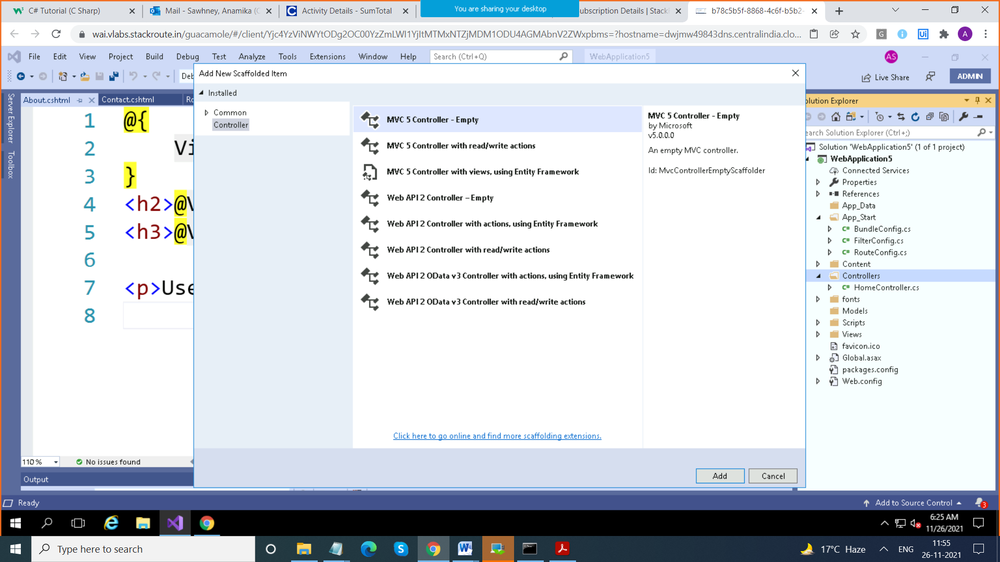 C# Tutorial (C Sharp)
Mail - Sawhney, Anamika (C
Activity Details - SumTotal
You are sharing your desktop
ubscription Details | Stackl
b78c5b5f-8868-4c6f-b5b2-
wai.vlabs.stackroute.in/guacamole/#/client/Yjc4YzViNWYtODg2OC00YzZmLWI1YjItMTMxNTZjMDM1ODU4AGMAbnV2ZWxpbms=?hostname=dwjmw49843dns.centralindia.clo...
G
Ui
A
File Edit View Project Build Debug Test Analyze Tools Extensions Window Help
Search (Ctrl+Q)
WebApplication5
AS
Deb
Live Share
ADMIN
Add New Scaffolded Item
Server Explorer
Toolbox
About.cshtml
Contact.cshtml
Ro
1 @{
2 Vi
3 }
4 <h2>@V
5 <h3>@V
6
7 <p>Use
8
110 %
No issues found
Output
Installed
Common
Controller
MVC 5 Controller - Empty
MVC 5 Controller with read/write actions
MVC 5 Controller with views, using Entity Framework
Web API 2 Controller – Empty
Web API 2 Controller with actions, using Entity Framework
Web API 2 Controller with read/write actions
Web API 2 OData v3 Controller with actions, using Entity Framework
Web API 2 OData v3 Controller with read/write actions
Click here to go online and find more scaffolding extensions.
MVC 5 Controller - Empty
by Microsoft
v5.0.0.0
An empty MVC controller.
Id: MvcControllerEmptyScaffolder
Add
Cancel
olution Explorer
earch Solution Explorer (Ctrl+;)
Solution 'WebApplication5' (1 of 1 project)
WebApplication5
Connected Services
Properties
References
App_Data
App_Start
C# BundleConfig.cs
C# FilterConfig.cs
C# RouteConfig.cs
Content
Controllers
C# HomeController.cs
fonts
Models
Scripts
Views
favicon.ico
Global.asax
packages.config
Web.config
Ready
Add to Source Control
3
6:25 AM
11/26/2021
Type here to search
17°C Haze
ENG
11:55
26-11-2021